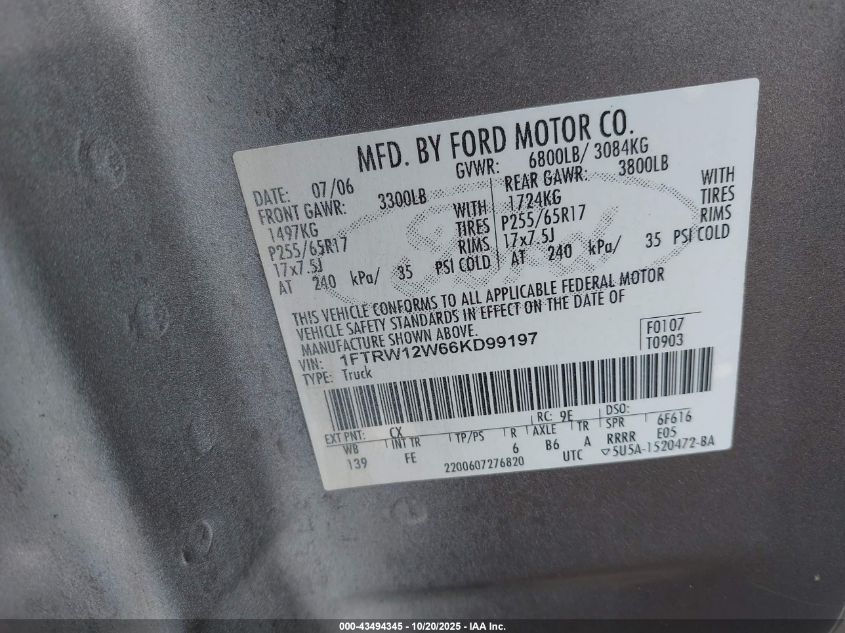 MFD. BY FORD MOTOR CO.
DATE: 07/06 GVWR: 6800LB/ 3084KG
FRONT GAWR: 3300LB REAR GAWR: 3800LB
1497KG WITH 1724KG WITH
P255/65R17 TIRES P255/65R17 TIRES
17x7.5J RIMS 17x7.5J RIMS
AT 240 kPa/ 35 PSI COLD AT 240 kPa/ 35 PSI COLD
THIS VEHICLE CONFORMS TO ALL APPLICABLE FEDERAL MOTOR
VEHICLE SAFETY STANDARDS IN EFFECT ON THE DATE OF
MANUFACTURE SHOWN ABOVE.
VIN: 1FTRW12W66KD99197 F0107
TYPE: Truck T0903
EXT PNT: CX RC: 9E DSO:
WB INT TR TP/PS R AXLE TR SPR 6F616
139 FE 6 B6 A RRRR E05
2200607276820 UTC ▽5U5A-1520472-BA
000-43494345 | 10/20/2025 | IAA Inc.